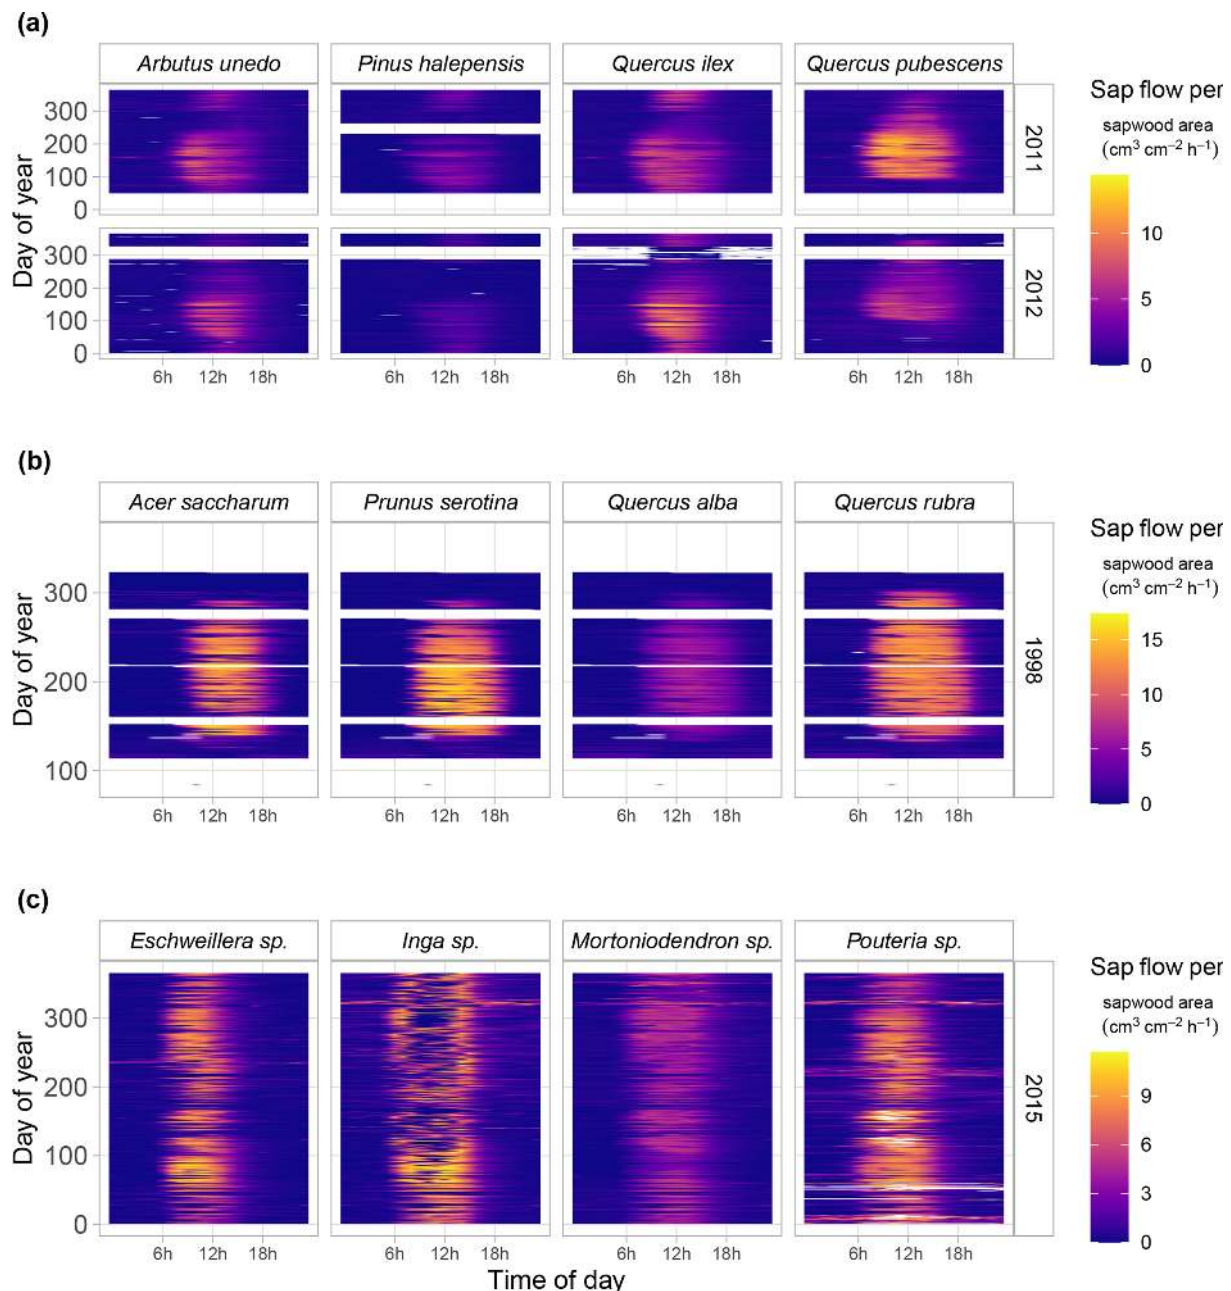 (a)
Arbutus unedo Pinus halepensis Quercus ilex Quercus pubescens
Sap flow per
sapwood area
(cm³ cm⁻² h⁻¹)
10
5
0
Day of year
300
200
100
0
2011
300
200
100
0
2012
6h 12h 18h 6h 12h 18h 6h 12h 18h 6h 12h 18h
(b)
Acer saccharum Prunus serotina Quercus alba Quercus rubra
Sap flow per
sapwood area
(cm³ cm⁻² h⁻¹)
15
10
5
0
Day of year
300
200
100
1998
6h 12h 18h 6h 12h 18h 6h 12h 18h 6h 12h 18h
(c)
Eschweillera sp. Inga sp. Mortoniodendron sp. Pouteria sp.
Sap flow per
sapwood area
(cm³ cm⁻² h⁻¹)
9
6
3
0
Day of year
300
200
100
0
2015
6h 12h 18h 6h 12h 18h 6h 12h 18h 6h 12h 18h
Time of day